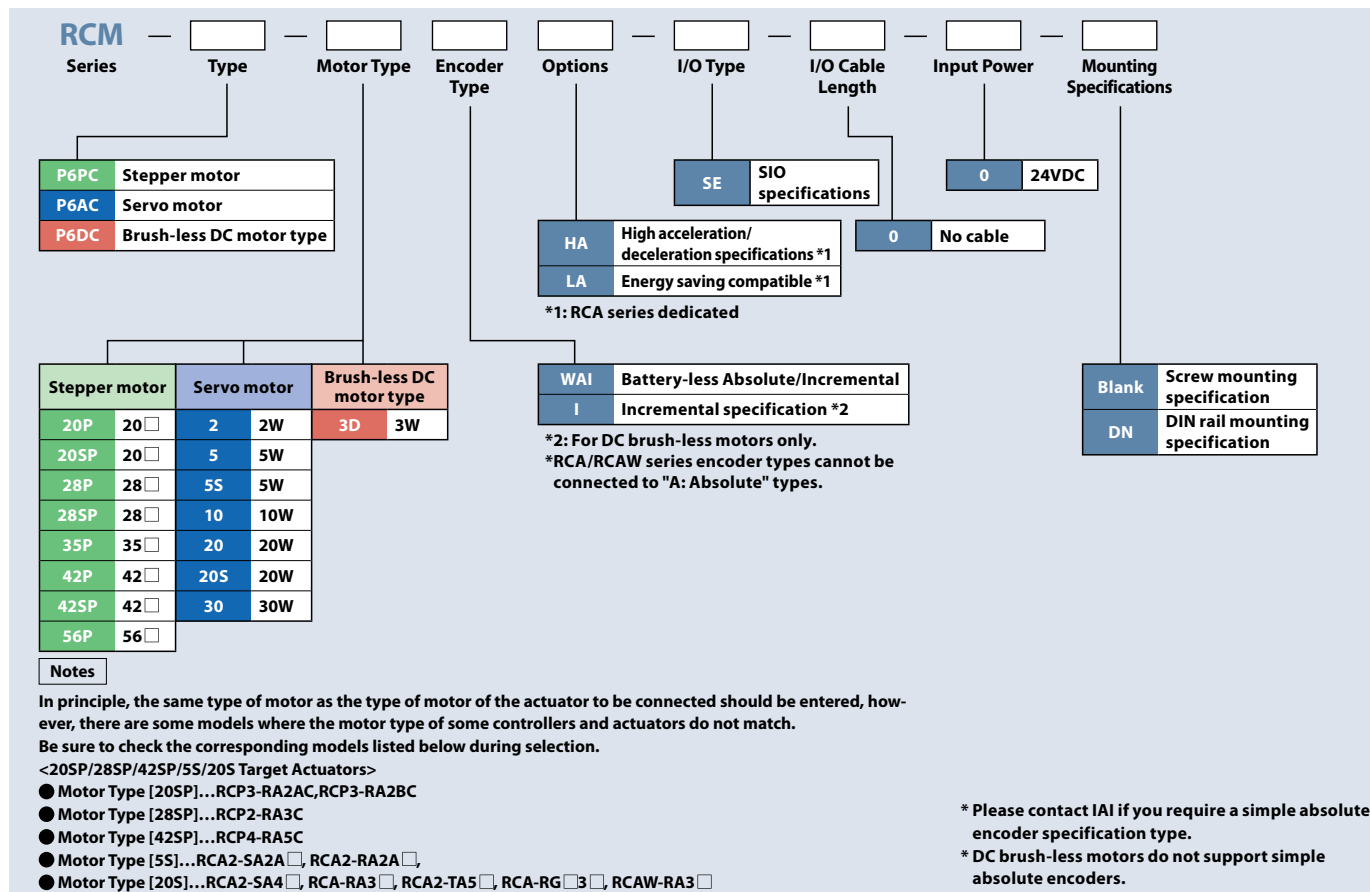 RCM — □ — □ □ □ — □ — □ — □ — □
Series Type Motor Type Encoder Type Options I/O Type I/O Cable Length Input Power Mounting Specifications
P6PC Stepper motor
P6AC Servo motor
P6DC Brush-less DC motor type
SE SIO specifications
0 24VDC
HA High acceleration/
deceleration specifications *1
LA Energy saving compatible *1
*1: RCA series dedicated
0 No cable
Stepper motor
20P 20□
20SP 20□
28P 28□
28SP 28□
35P 35□
42P 42□
42SP 42□
56P 56□
Servo motor
2 2W
5 5W
5S 5W
10 10W
20 20W
20S 20W
30 30W
Brush-less DC
motor type
3D 3W
WAI Battery-less Absolute/Incremental
I Incremental specification *2
*2: For DC brush-less motors only.
*RCA/RCAW series encoder types cannot be
connected to "A: Absolute" types.
Blank Screw mounting
specification
DN DIN rail mounting
specification
Notes
In principle, the same type of motor as the type of motor of the actuator to be connected should be entered, how-
ever, there are some models where the motor type of some controllers and actuators do not match.
Be sure to check the corresponding models listed below during selection.
<20SP/28SP/42SP/5S/20S Target Actuators>
● Motor Type [20SP]...RCP3-RA2AC,RCP3-RA2BC
● Motor Type [28SP]...RCP2-RA3C
● Motor Type [42SP]...RCP4-RA5C
● Motor Type [5S]...RCA2-SA2A□, RCA2-RA2A□,
● Motor Type [20S]...RCA2-SA4□, RCA-RA3□, RCA2-TA5□, RCA-RG□3□, RCAW-RA3□
* Please contact IAI if you require a simple absolute
encoder specification type.
* DC brush-less motors do not support simple
absolute encoders.